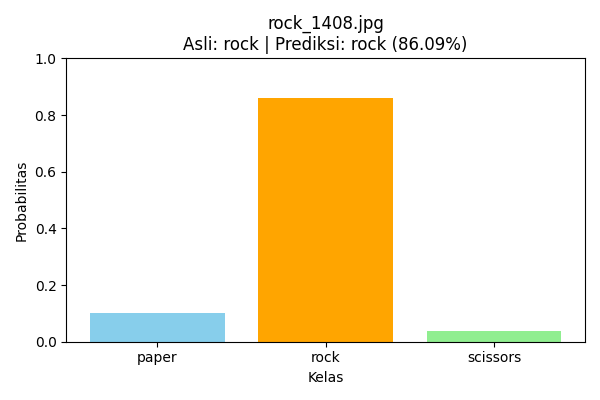 rock_1408.jpg
Asli: rock | Prediksi: rock (86.09%)
1.0
0.8
0.6
0.4
0.2
0.0
Probabilitas
paper
rock
scissors
Kelas